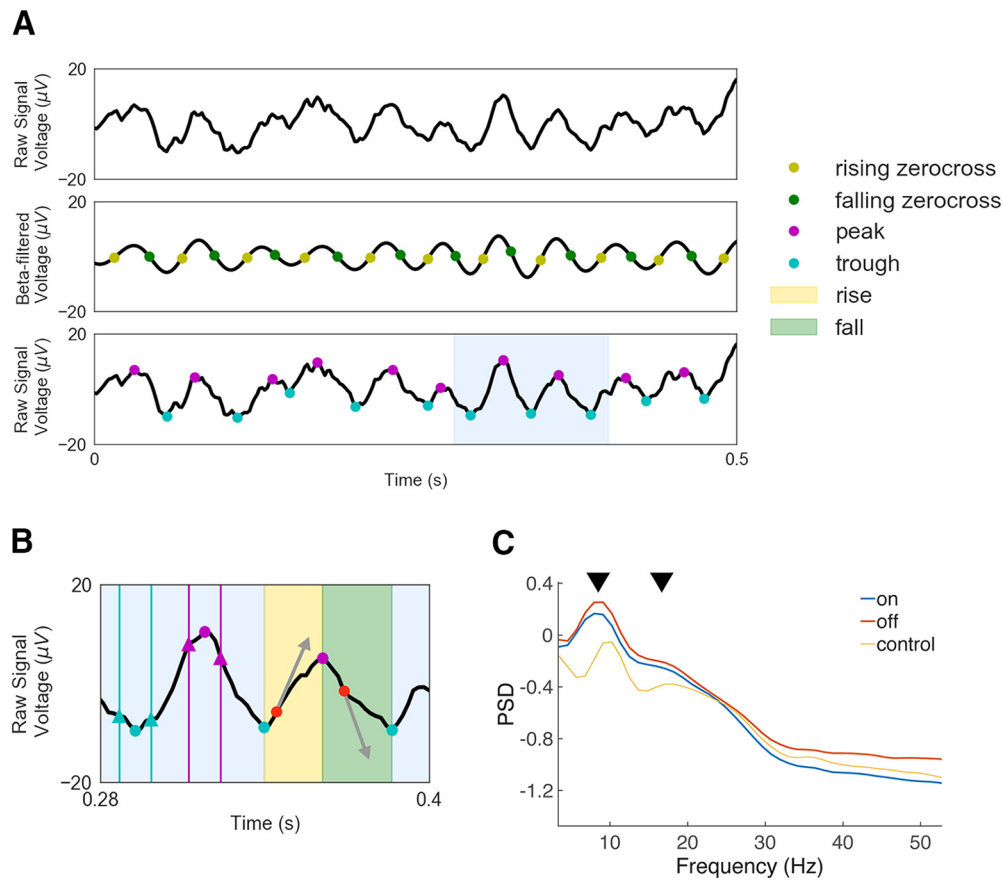 A
20
Raw Signal
Voltage (μV)
−20
20
Beta-filtered
Voltage (μV)
−20
20
Raw Signal
Voltage (μV)
−20
0
0.5
Time (s)
rising zerocross
falling zerocross
peak
trough
rise
fall
B
20
Raw Signal
Voltage (μV)
−20
0.28
0.4
Time (s)
C
0.4
0
-0.4
-0.8
-1.2
PSD
10
20
30
40
50
Frequency (Hz)
on
off
control